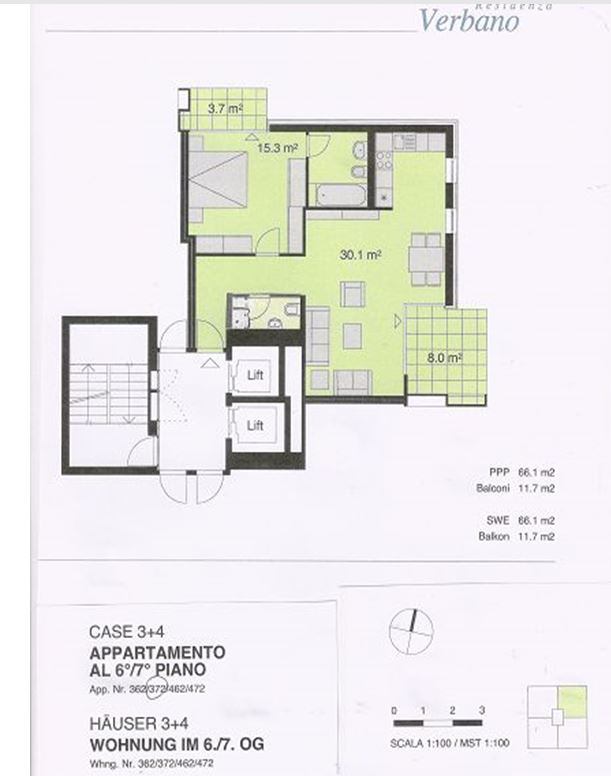 Residenza
Verbano
3.7 m²
15.3 m²
30.1 m²
8.0 m²
Lift
Lift
PPP 66.1 m2
Balconi 11.7 m2
SWE 66.1 m2
Balkon 11.7 m2
CASE 3+4
APPARTAMENTO
AL 6°/7° PIANO
App. Nr. 362/372/462/472
HÄUSER 3+4
WOHNUNG IM 6./7. OG
Whng. Nr. 362/372/462/472
0 1 2 3
SCALA 1:100 / MST 1:100